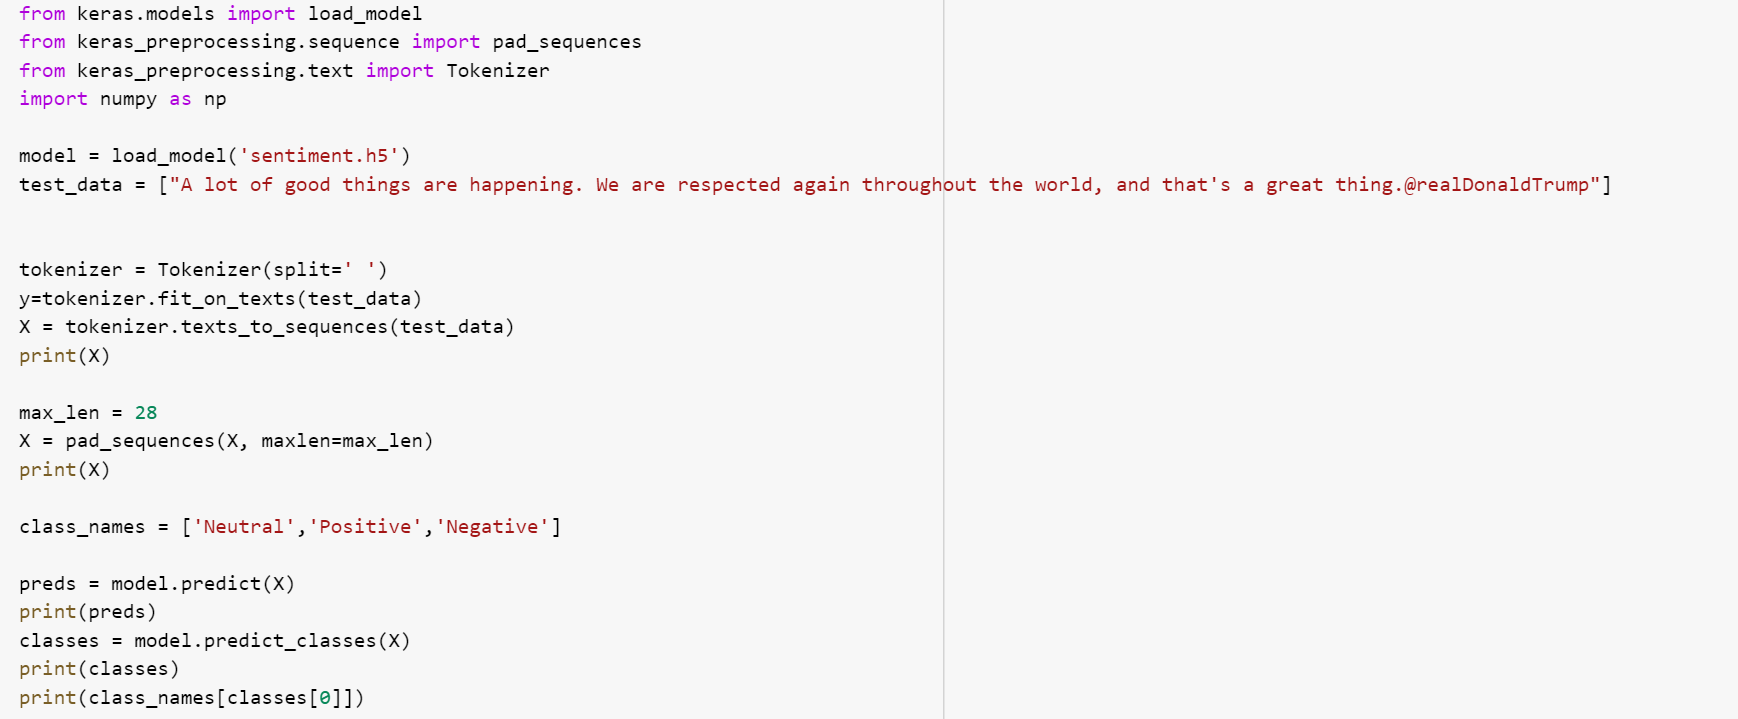 from keras.models import load_model
from keras_preprocessing.sequence import pad_sequences
from keras_preprocessing.text import Tokenizer
import numpy as np
model = load_model('sentiment.h5')
test_data = ["A lot of good things are happening. We are respected again throughout the world, and that's a great thing.@realDonaldTrump"]
tokenizer = Tokenizer(split=' ')
y=tokenizer.fit_on_texts(test_data)
X = tokenizer.texts_to_sequences(test_data)
print(X)
max_len = 28
X = pad_sequences(X, maxlen=max_len)
print(X)
class_names = ['Neutral','Positive','Negative']
preds = model.predict(X)
print(preds)
classes = model.predict_classes(X)
print(classes)
print(class_names[classes[0]])